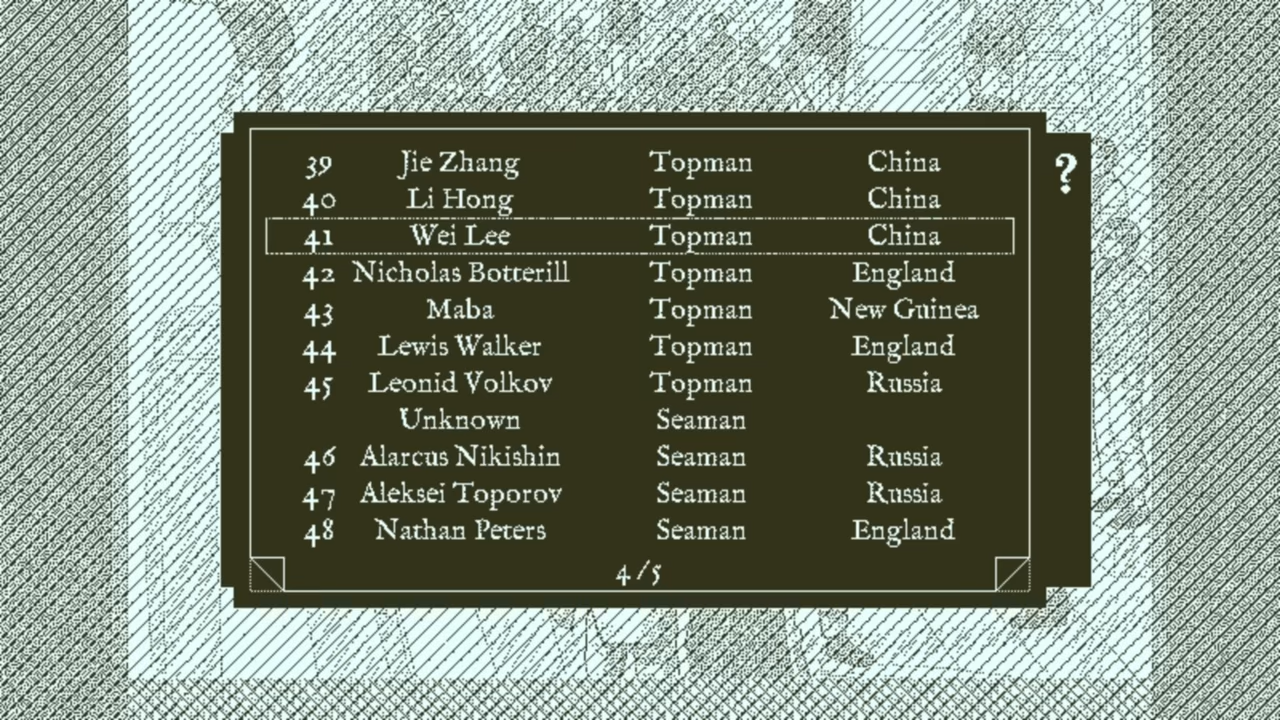 39 Jie Zhang Topman China
?
40 Li Hong Topman China
41 Wei Lee Topman China
42 Nicholas Botterill Topman England
43 Maba Topman New Guinea
44 Lewis Walker Topman England
45 Leonid Volkov Topman Russia
Unknown Seaman
46 Alarcus Nikishin Seaman Russia
47 Aleksei Toporov Seaman Russia
48 Nathan Peters Seaman England
4/5